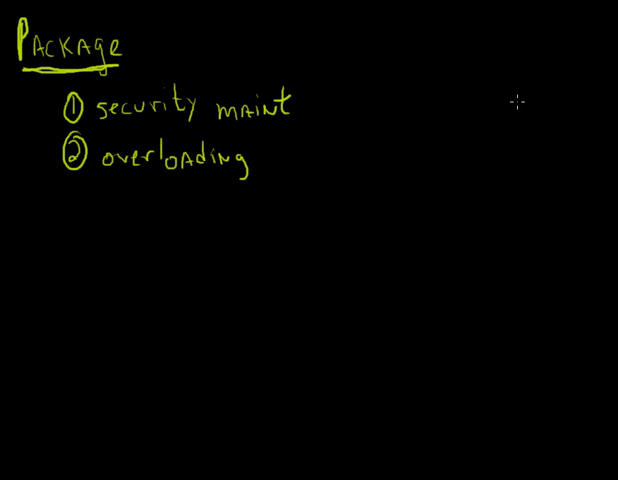 Package
① security maint
② overloading